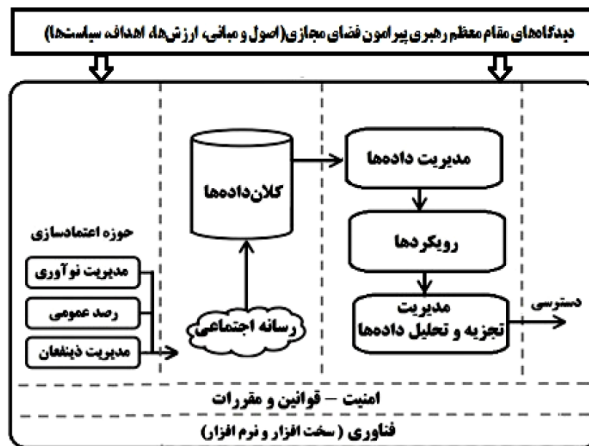 دیدگاه‌های مقام معظم رهبری پیرامون فضای مجازی(اصول و مبانی، ارزش‌ها، اهداف، سیاست‌ها)
حوزه اعتمادسازی
مدیریت نوآوری
رصد عمومی
مدیریت ذینفعان
کلان‌داده‌ها
رسانه اجتماعی
مدیریت داده‌ها
رویکردها
مدیریت
تجزیه و تحلیل داده‌ها
دسترسی
امنیت – قوانین و مقررات
فناوری (سخت افزار و نرم افزار)